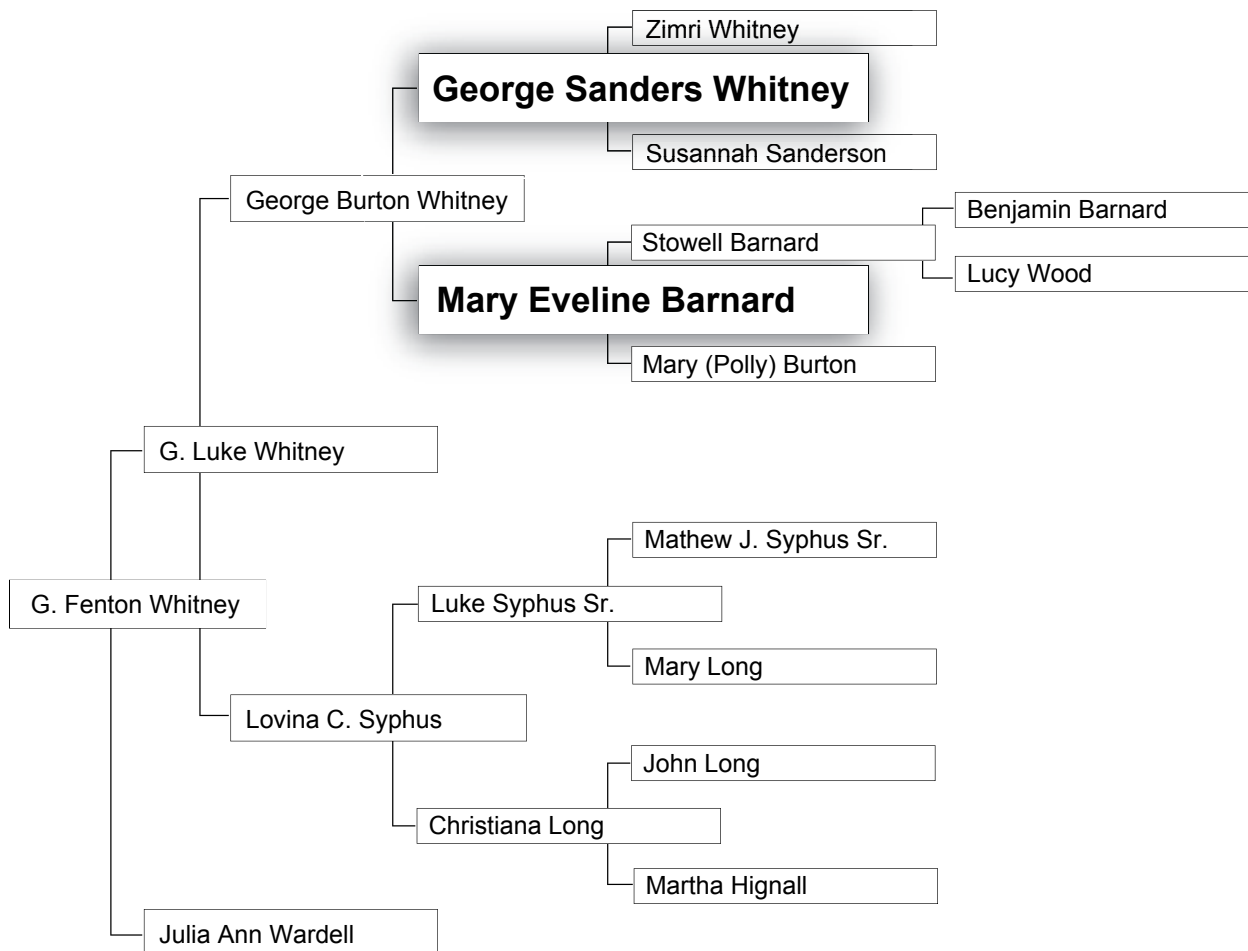 Zimri Whitney
George Sanders Whitney
Susannah Sanderson
George Burton Whitney
Benjamin Barnard
Stowell Barnard
Lucy Wood
Mary Eveline Barnard
Mary (Polly) Burton
G. Luke Whitney
Mathew J. Syphus Sr.
G. Fenton Whitney
Luke Syphus Sr.
Mary Long
Lovina C. Syphus
John Long
Christiana Long
Martha Hignall
Julia Ann Wardell